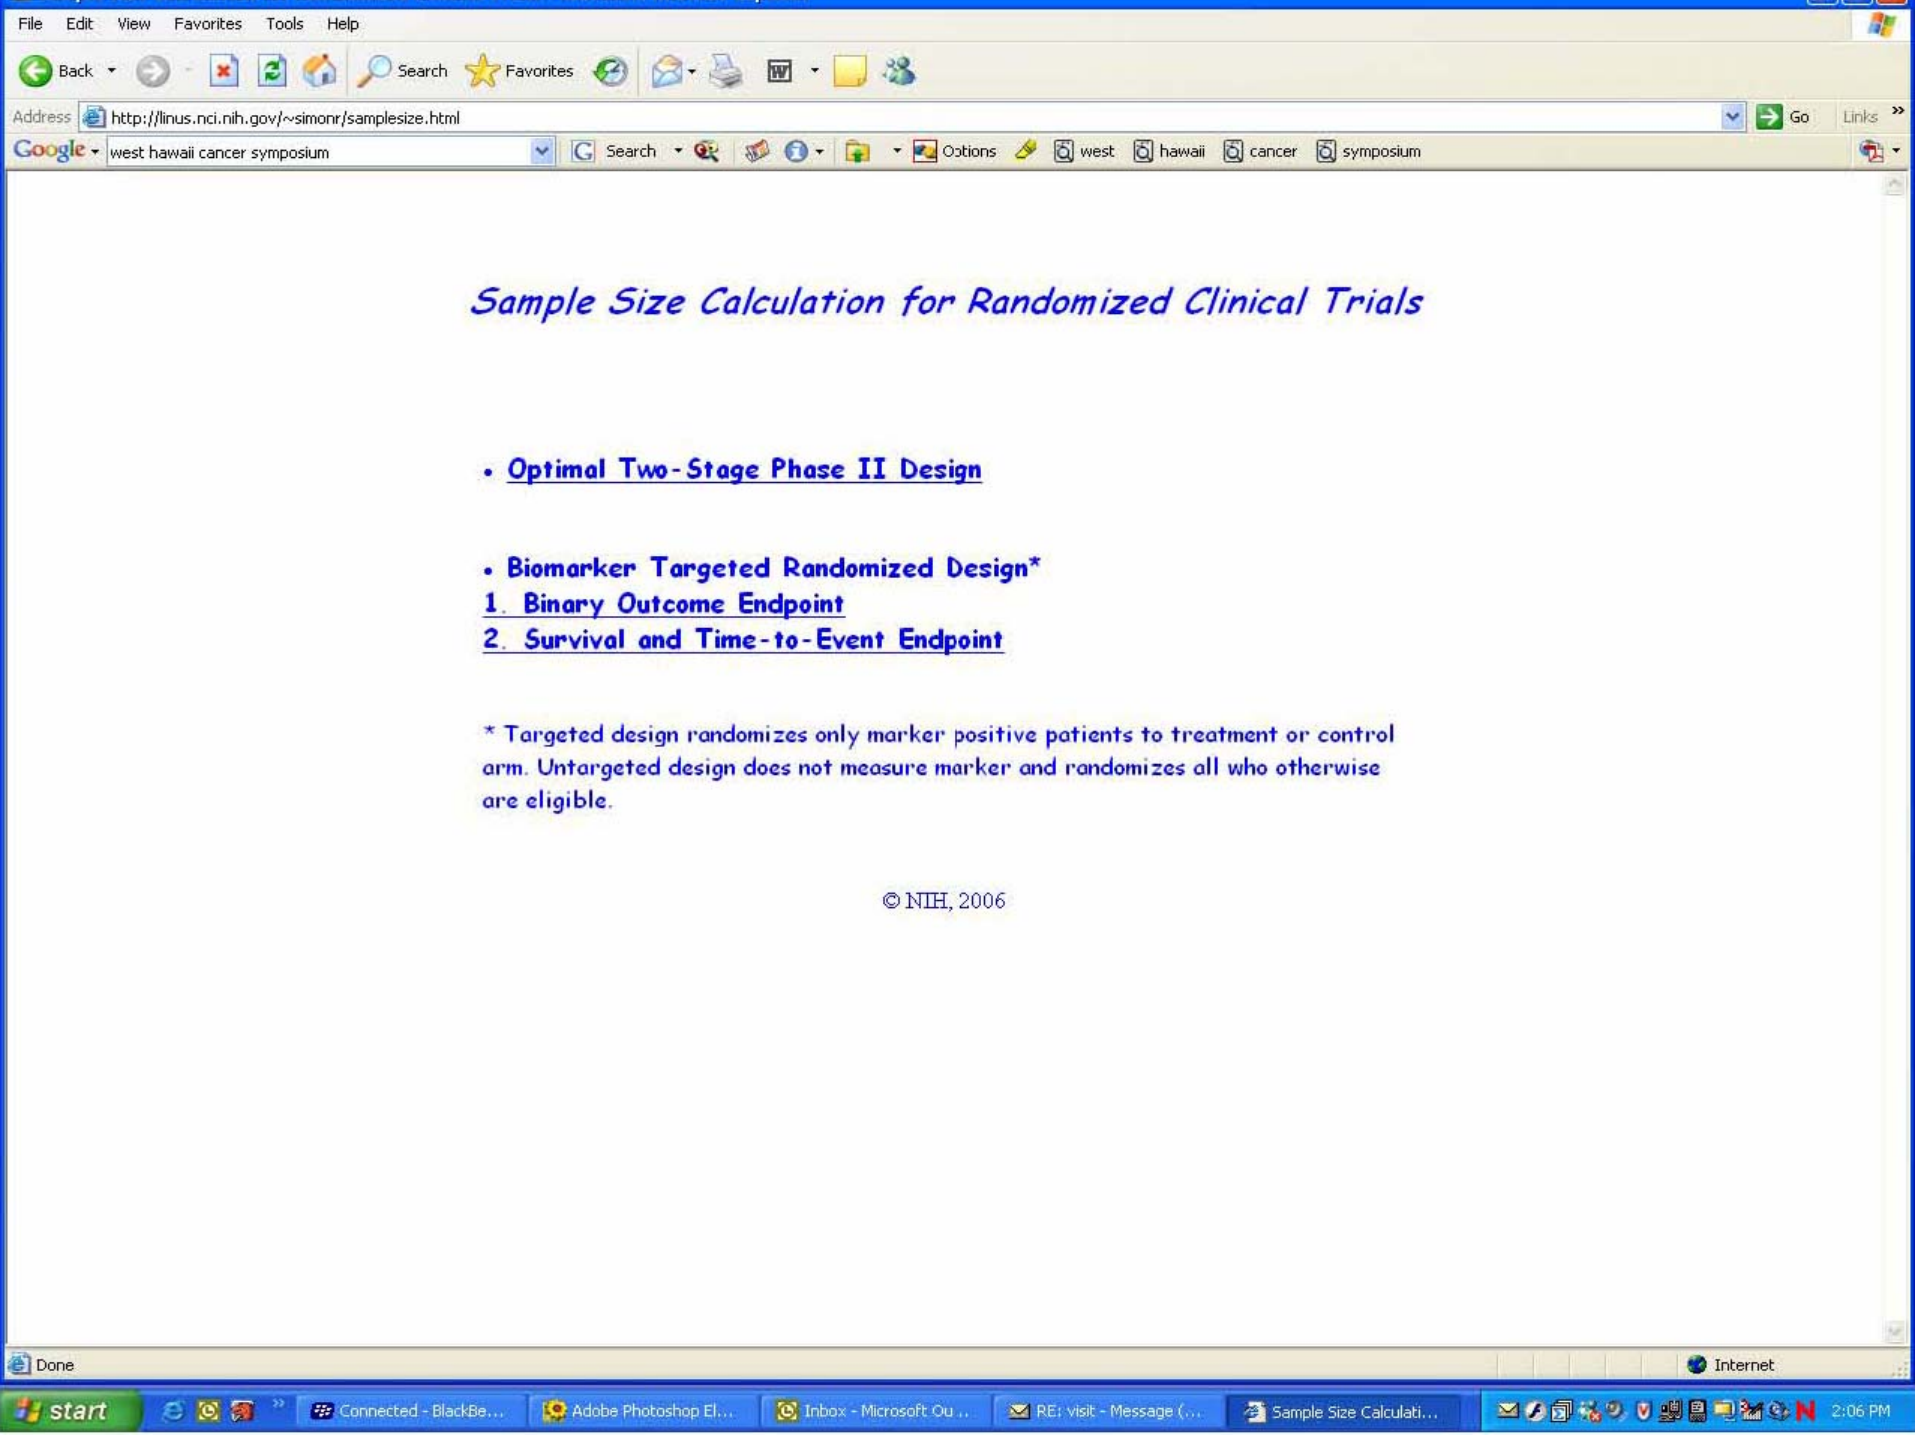 File Edit View Favorites Tools Help
Back Search Favorites
Address http://linus.nci.nih.gov/~simonr/samplesize.html Go Links »
Google west hawaii cancer symposium Search Options west hawaii cancer symposium
Sample Size Calculation for Randomized Clinical Trials
• Optimal Two-Stage Phase II Design
• Biomarker Targeted Randomized Design*
1. Binary Outcome Endpoint
2. Survival and Time-to-Event Endpoint
* Targeted design randomizes only marker positive patients to treatment or control
arm. Untargeted design does not measure marker and randomizes all who otherwise
are eligible.
© NIH, 2006
Done Internet
start » Connected - BlackBe... Adobe Photoshop El... Inbox - Microsoft Ou... RE: visit - Message (... Sample Size Calculati... 2:06 PM